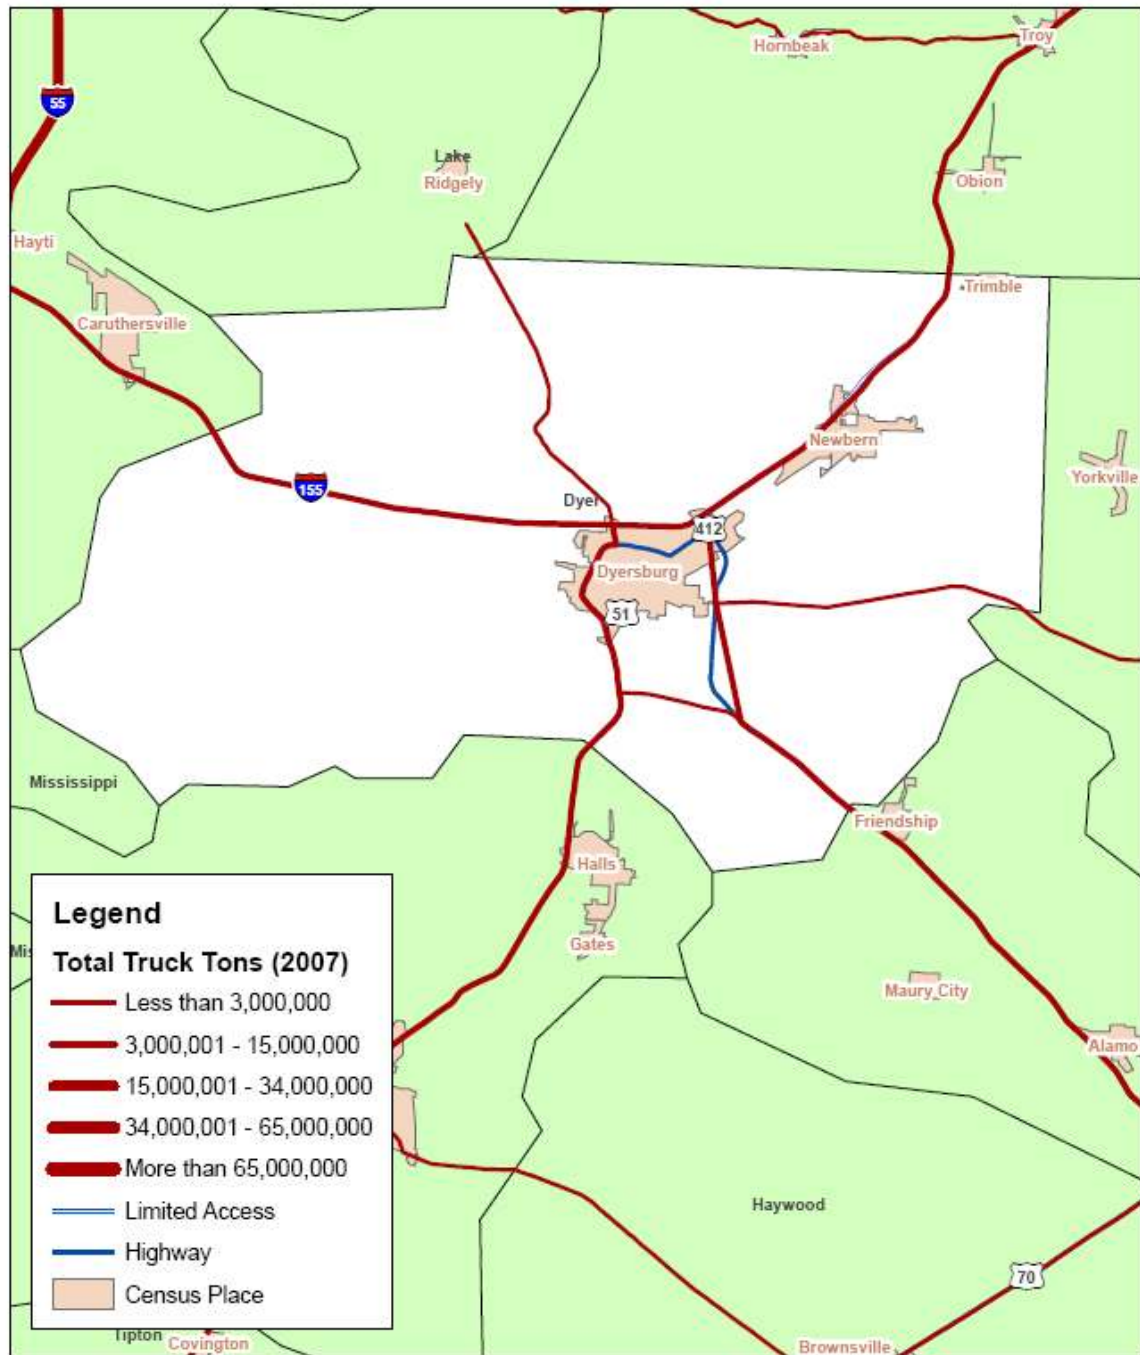 Hornbeak
Troy
55
Lake
Ridgely
Obion
Hayti
Trimble
Caruthersville
Newbern
Yorkville
155
Dyer
412
Dyersburg
51
Mississippi
Friendship
Halls
Gates
Maury City
Alamo
Legend
Total Truck Tons (2007)
Less than 3,000,000
3,000,001 - 15,000,000
15,000,001 - 34,000,000
34,000,001 - 65,000,000
More than 65,000,000
Limited Access
Highway
Census Place
Haywood
70
Tipton
Covington
Brownsville